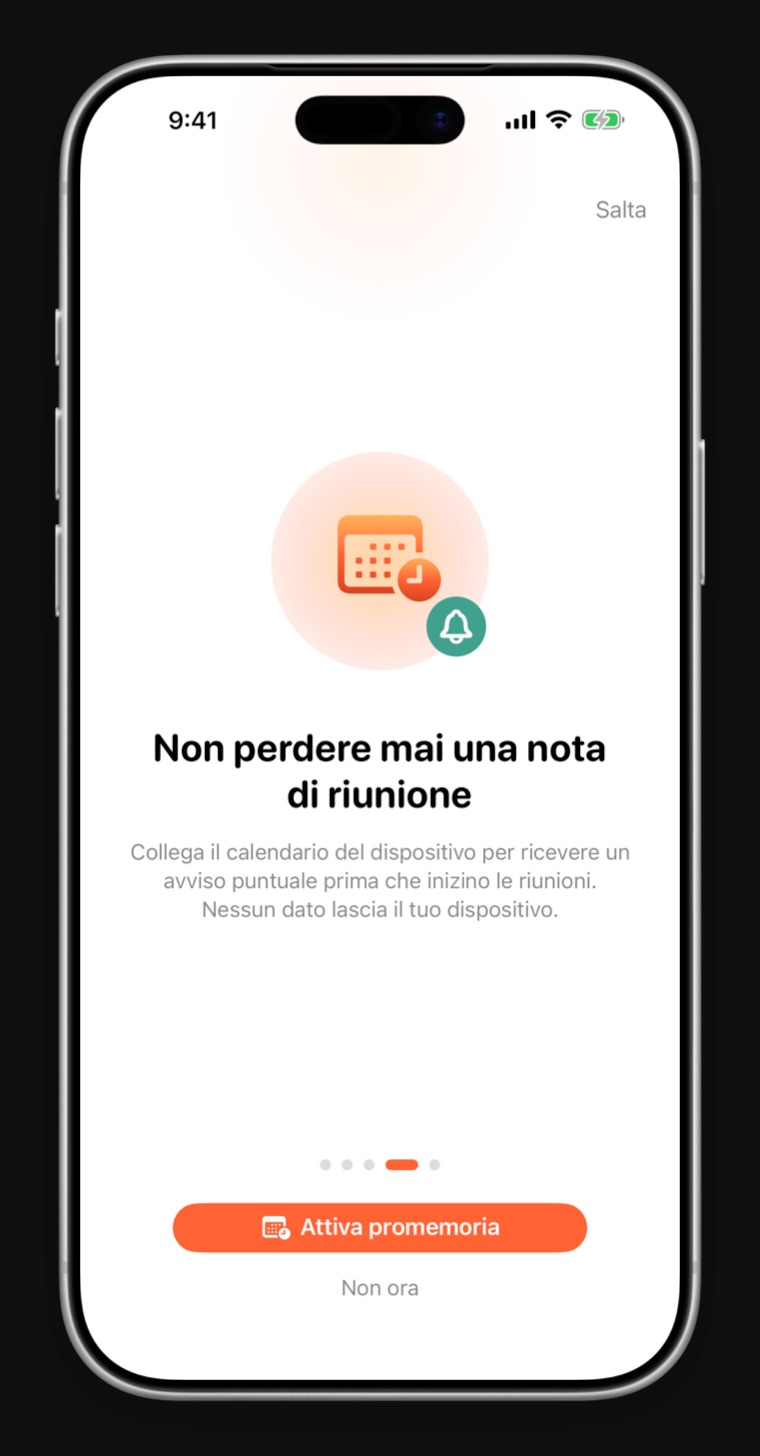 9:41
Salta
Non perdere mai una nota
di riunione
Collega il calendario del dispositivo per ricevere un
avviso puntuale prima che inizino le riunioni.
Nessun dato lascia il tuo dispositivo.
Attiva promemoria
Non ora